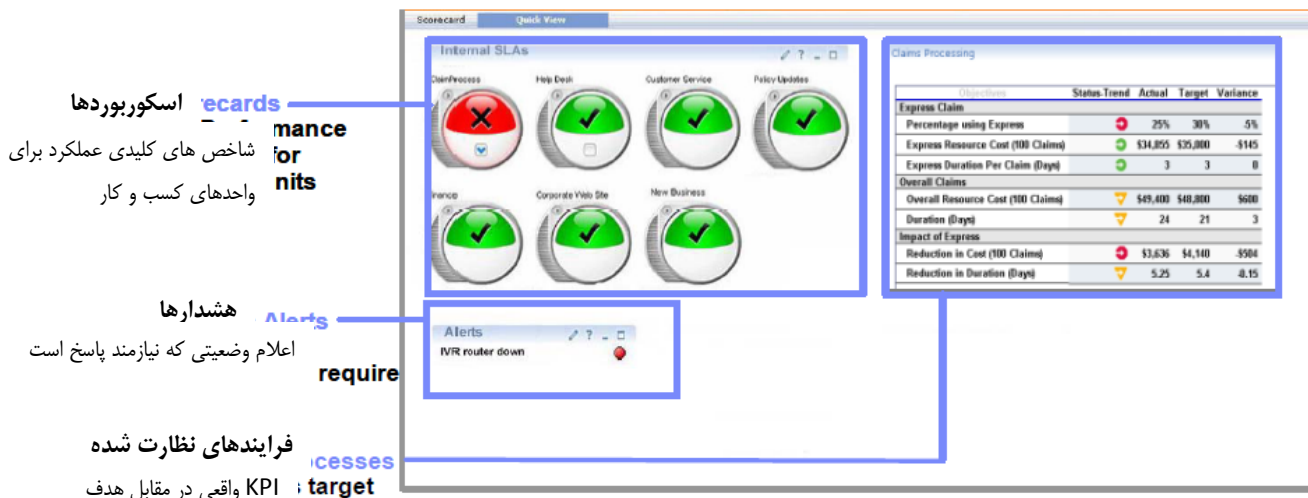 Scorecard Quick View
Internal SLAs
ClaimProcess Help Desk Customer Service Policy Updates
Corporate Web Site New Business
Claims Processing
Objectives Status-Trend Actual Target Variance
Express Claim
Percentage using Express 25% 30% -5%
Express Resource Cost (100 Claims) $34,855 $35,000 -$145
Express Duration Per Claim (Days) 3 3 0
Overall Claims
Overall Resource Cost (100 Claims) $49,400 $48,800 $600
Duration (Days) 24 21 3
Impact of Express
Reduction in Cost (100 Claims) $3,636 $4,140 -$504
Reduction in Duration (Days) 5.25 5.4 -0.15
اسکوربوردها
شاخص های کلیدی عملکرد برای
واحدهای کسب و کار
هشدارها
Alerts
اعلام وضعیتی که نیازمند پاسخ است
require
Alerts
IVR router down
فرایندهای نظارت شده
KPI واقعی در مقابل هدف
target